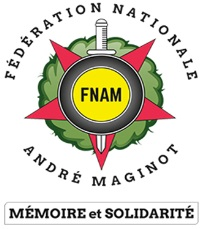 FÉDÉRATION NATIONALE
FNAM
ANDRÉ MAGINOT
MÉMOIRE et SOLIDARITÉ